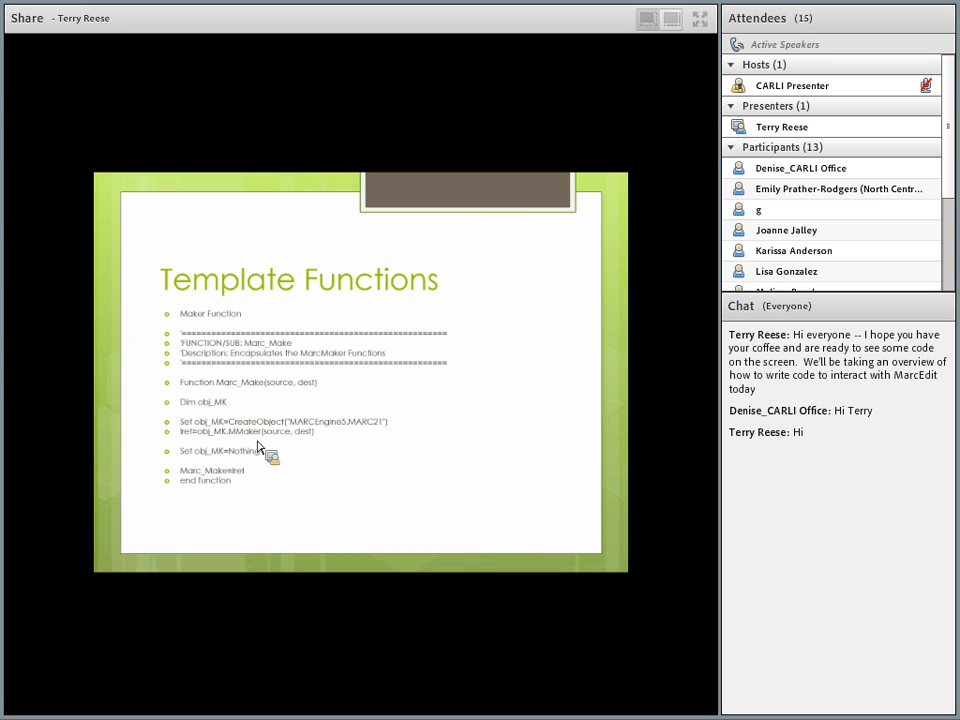 Share - Terry Reese
Template Functions
Maker Function
'==================================================
'FUNCTION/SUB: Marc_Make
'Description: Encapsulates the MarcMaker Functions
'==================================================
Function Marc_Make(source, dest)
Dim obj_MK
Set obj_MK=CreateObject("MARCEngine5.MARC21")
lret=obj_MK.MMaker(source, dest)
Set obj_MK=Nothing
Marc_Make=lret
end function
Attendees (15)
Active Speakers
Hosts (1)
CARLI Presenter
Presenters (1)
Terry Reese
Participants (13)
Denise_CARLI Office
Emily Prather-Rodgers (North Centr...
g
Joanne Jalley
Karissa Anderson
Lisa Gonzalez
Chat (Everyone)
Terry Reese: Hi everyone -- I hope you have
your coffee and are ready to see some code
on the screen. We'll be taking an overview of
how to write code to interact with MarcEdit
today
Denise_CARLI Office: Hi Terry
Terry Reese: Hi